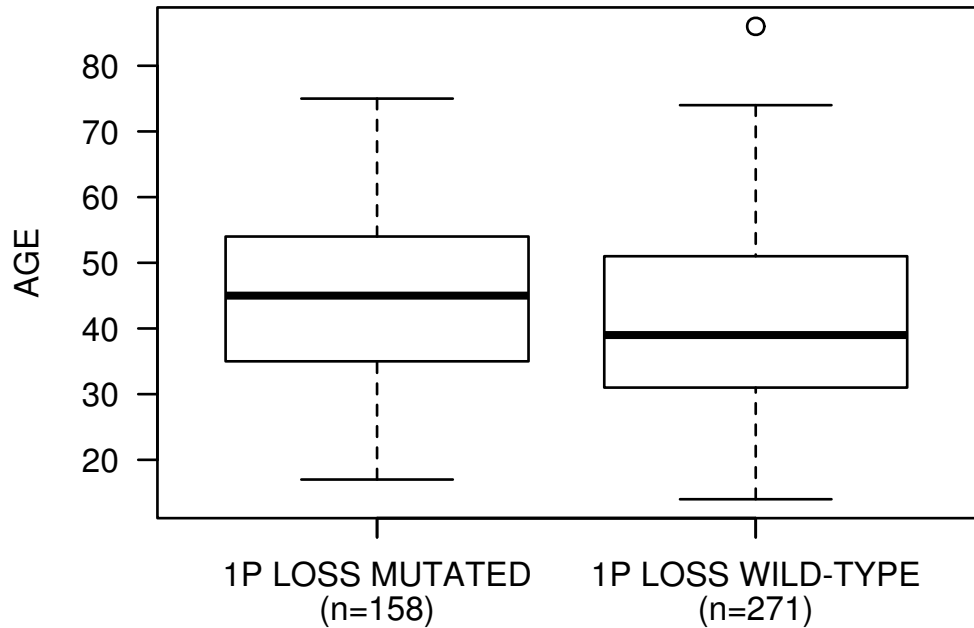 AGE
80
70
60
50
40
30
20
1P LOSS MUTATED
(n=158)
1P LOSS WILD-TYPE
(n=271)